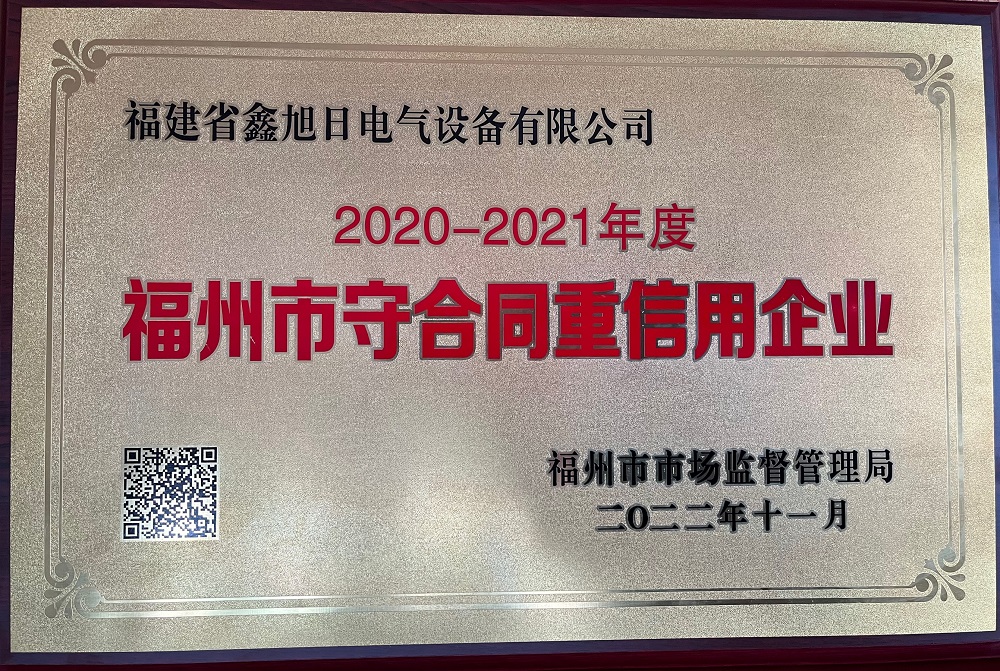 福建省鑫旭日电气设备有限公司
2020-2021年度
福州市守合同重信用企业
福州市市场监督管理局
二O二二年十一月